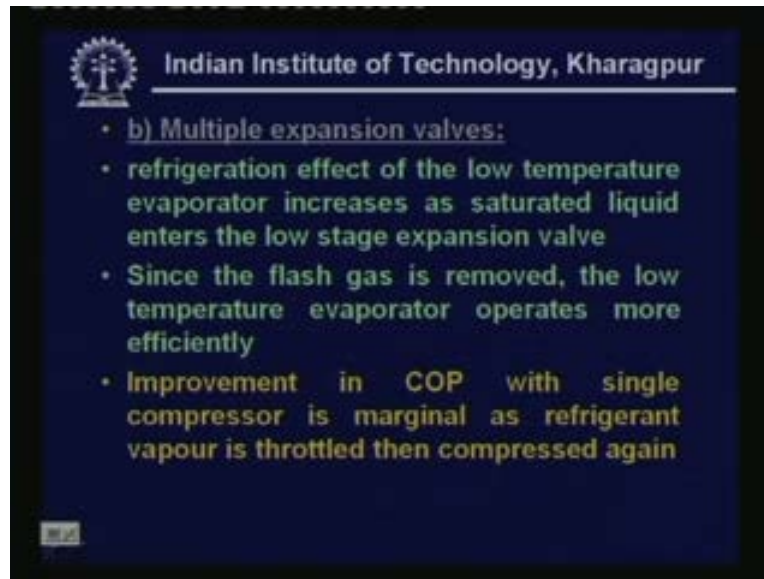 Indian Institute of Technology, Kharagpur
• b) Multiple expansion valves:
• refrigeration effect of the low temperature
evaporator increases as saturated liquid
enters the low stage expansion valve
• Since the flash gas is removed, the low
temperature evaporator operates more
efficiently
• Improvement in COP with single
compressor is marginal as refrigerant
vapour is throttled then compressed again